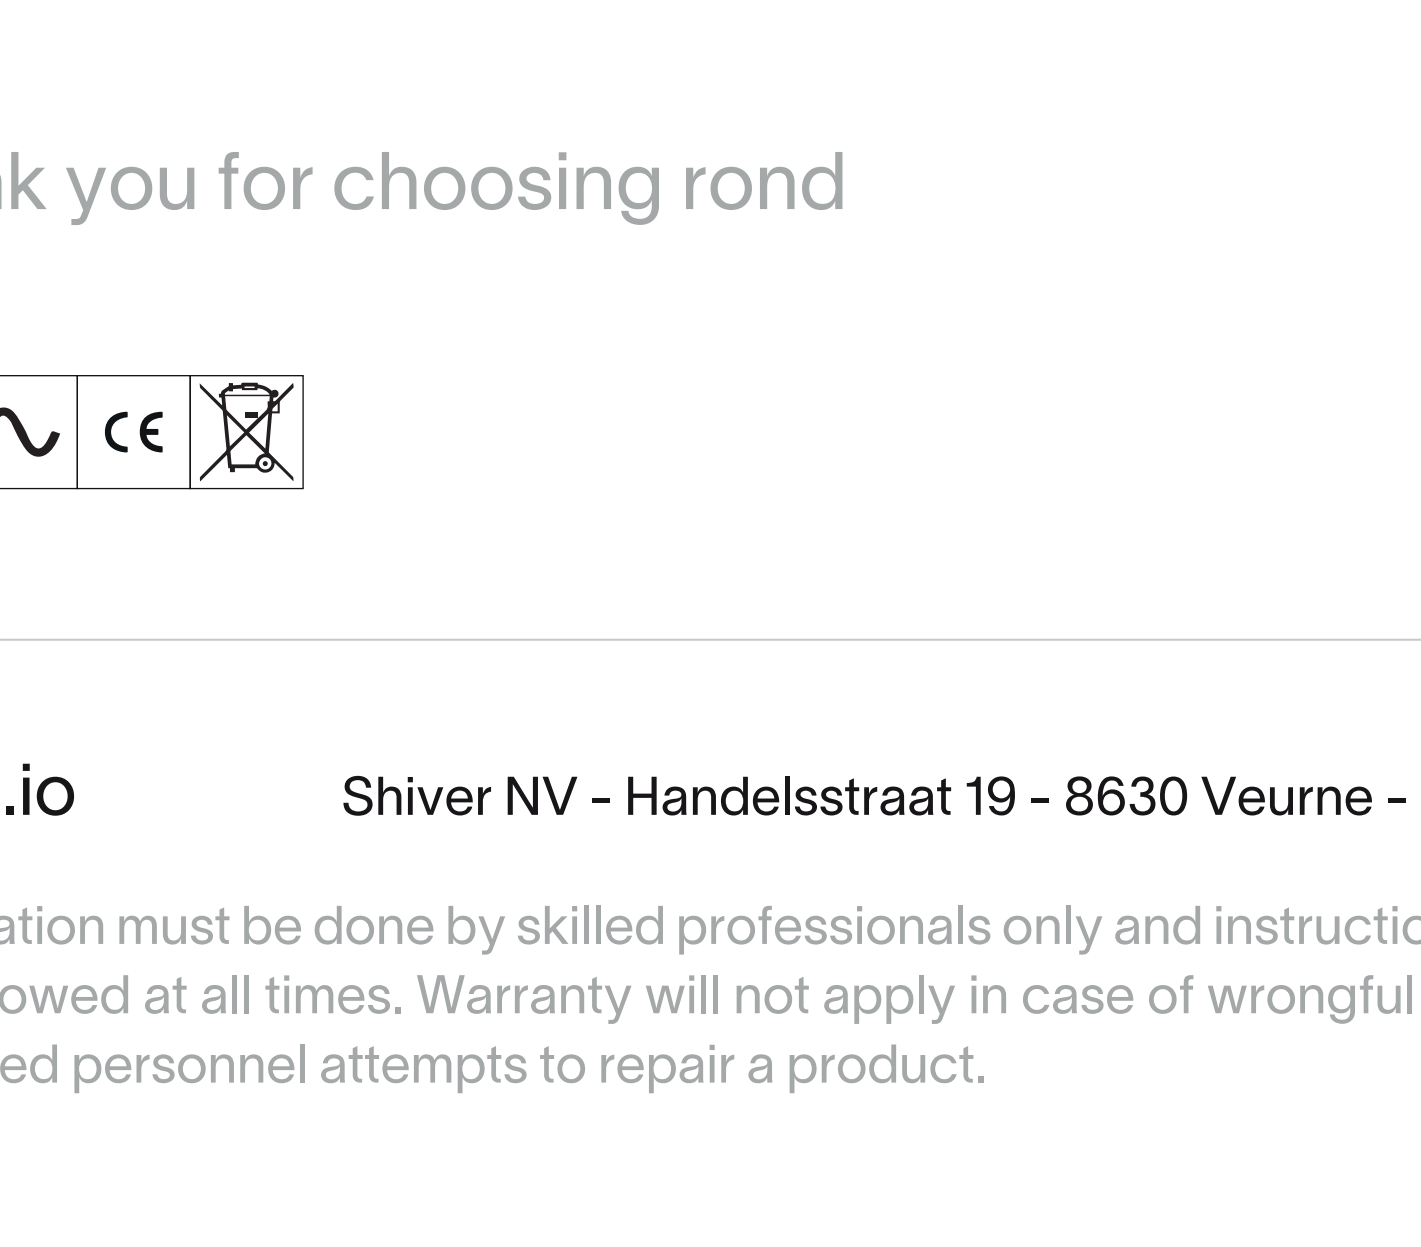 nk you for choosing rond
CE
.io
Shiver NV - Handelsstraat 19 - 8630 Veurne -
ation must be done by skilled professionals only and instructio
owed at all times. Warranty will not apply in case of wrongful
ed personnel attempts to repair a product.